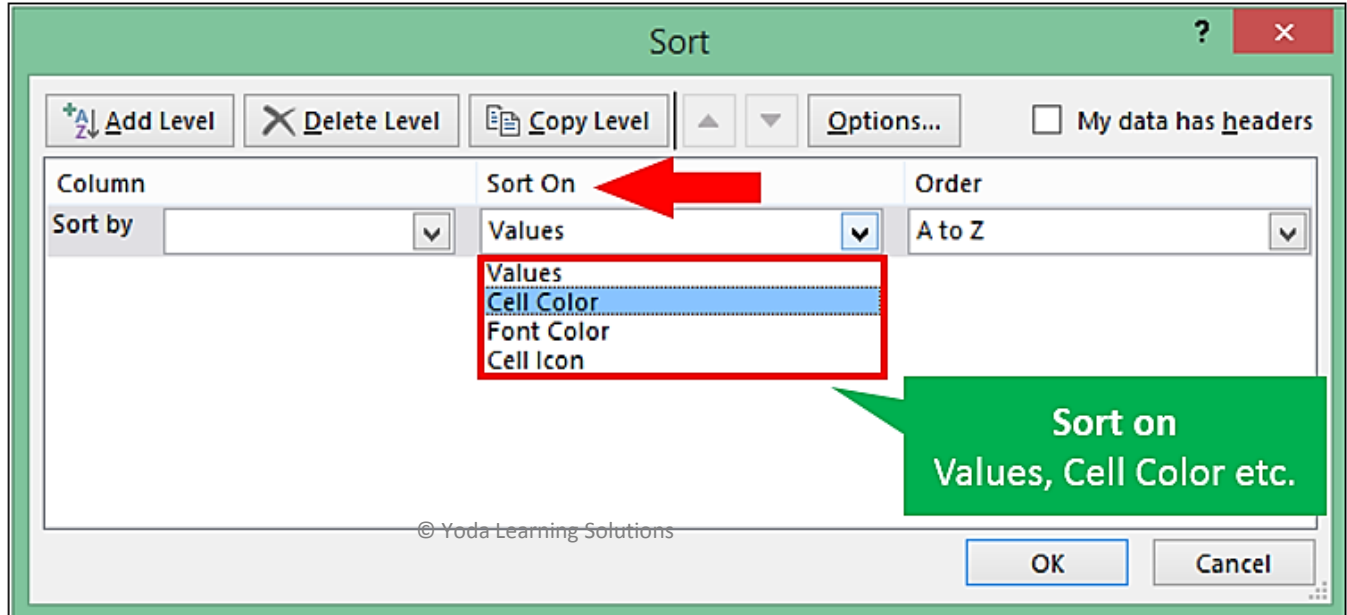 Sort
?
Add Level
Delete Level
Copy Level
Options...
My data has headers
Column
Sort On
Order
Sort by
Values
A to Z
Values
Cell Color
Font Color
Cell Icon
Sort on
Values, Cell Color etc.
© Yoda Learning Solutions
OK
Cancel